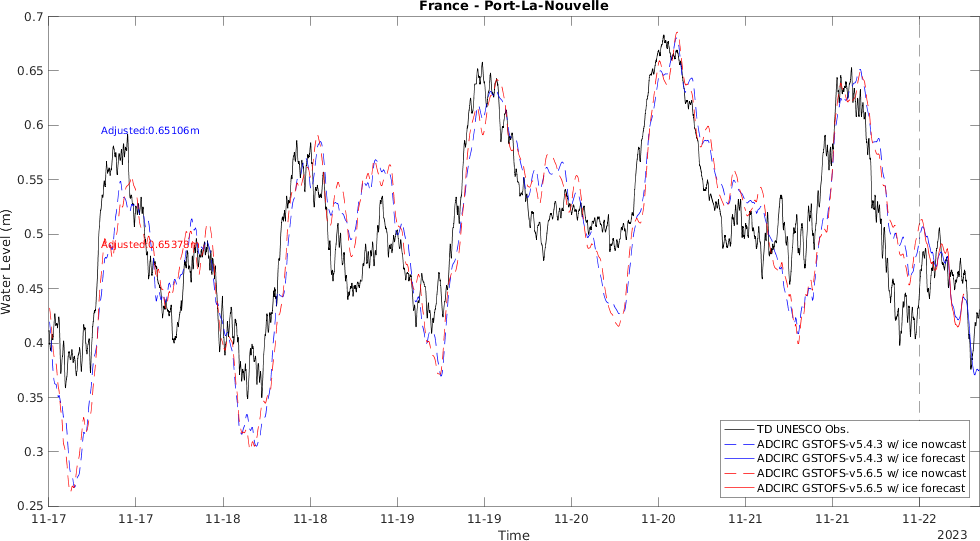 France - Port-La-Nouvelle
0.7
0.65
0.6
0.55
0.5
0.45
0.4
0.35
0.3
0.25
Water Level (m)
Adjusted:0.65106m
Adjusted:0.65378m
TD UNESCO Obs.
ADCIRC GSTOFS-v5.4.3 w/ ice nowcast
ADCIRC GSTOFS-v5.4.3 w/ ice forecast
ADCIRC GSTOFS-v5.6.5 w/ ice nowcast
ADCIRC GSTOFS-v5.6.5 w/ ice forecast
11-17 11-17 11-18 11-18 11-19 11-19 11-20 11-20 11-21 11-21 11-22
Time
2023